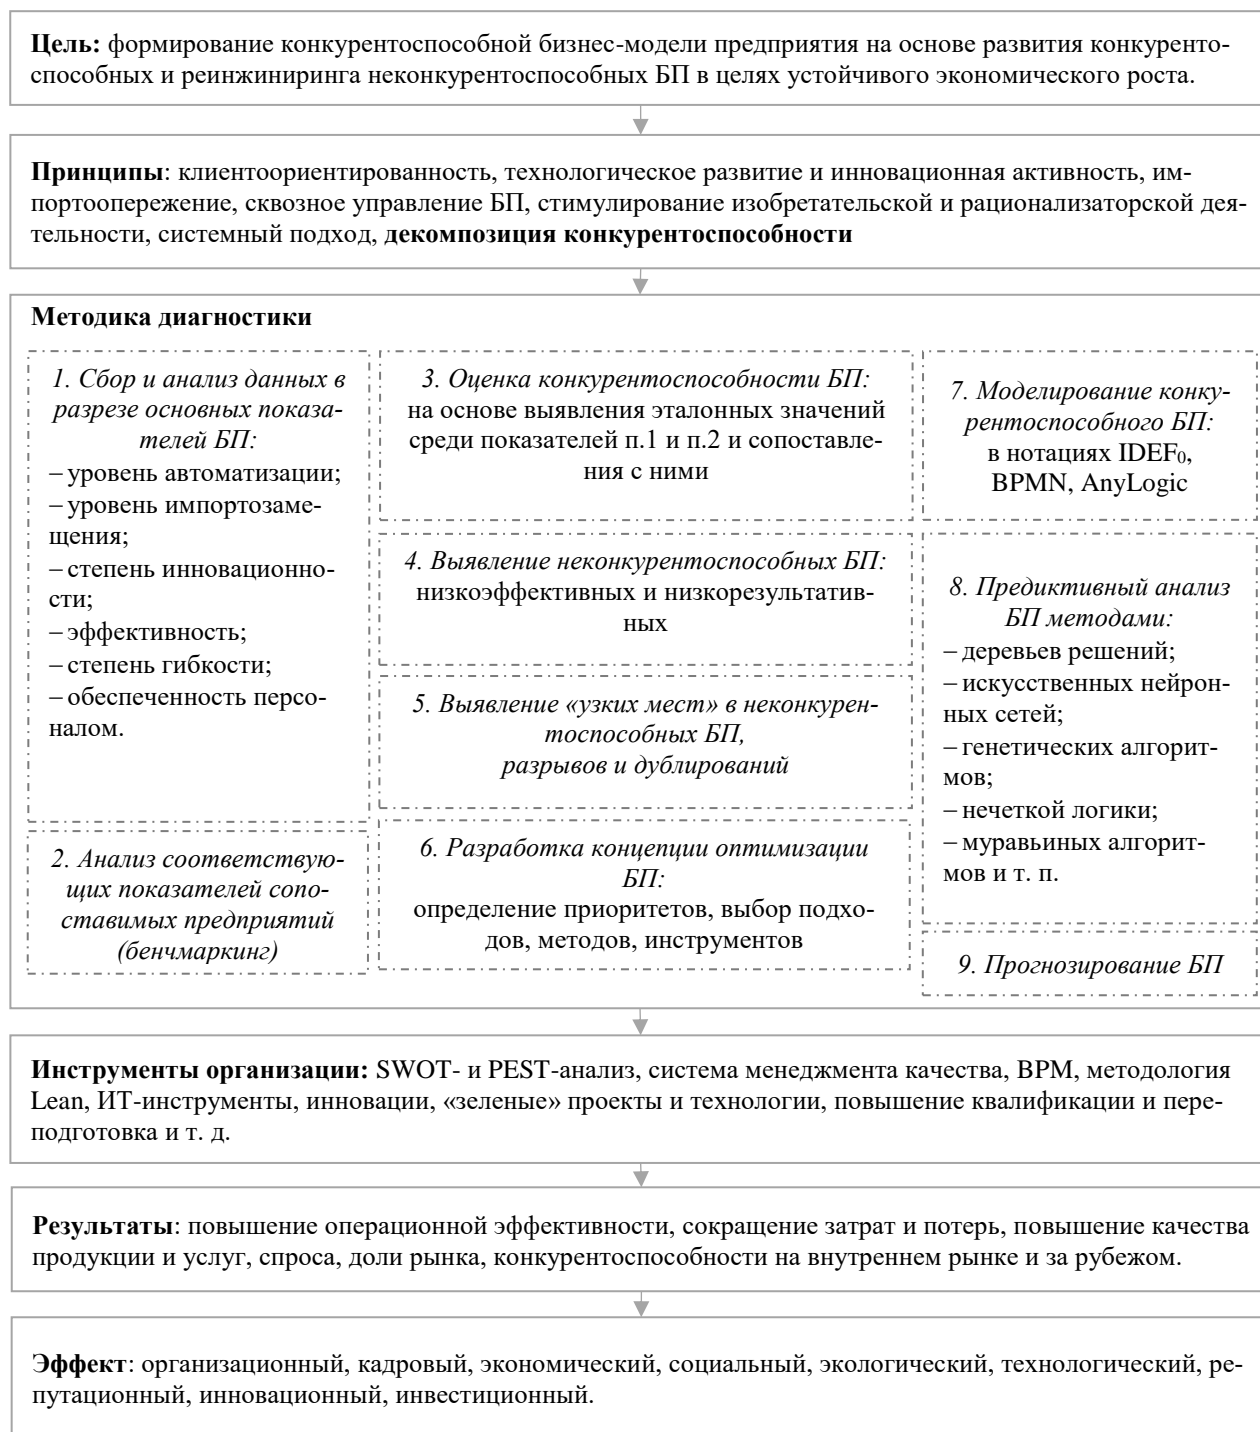 Цель: формирование конкурентоспособной бизнес-модели предприятия на основе развития конкуренто-
способных и реинжиниринга неконкурентоспособных БП в целях устойчивого экономического роста.
Принципы: клиентоориентированность, технологическое развитие и инновационная активность, им-
портоопережение, сквозное управление БП, стимулирование изобретательской и рационализаторской дея-
тельности, системный подход, декомпозиция конкурентоспособности
Методика диагностики
1. Сбор и анализ данных в
разрезе основных показа-
телей БП:
– уровень автоматизации;
– уровень импортозаме-
щения;
– степень инновационно-
сти;
– эффективность;
– степень гибкости;
– обеспеченность персо-
налом.
2. Анализ соответствую-
щих показателей сопо-
ставимых предприятий
(бенчмаркинг)
3. Оценка конкурентоспособности БП:
на основе выявления эталонных значений
среди показателей п.1 и п.2 и сопоставле-
ния с ними
4. Выявление неконкурентоспособных БП:
низкоэффективных и низкорезультатив-
ных
5. Выявление «узких мест» в неконкурен-
тоспособных БП,
разрывов и дублирований
6. Разработка концепции оптимизации
БП:
определение приоритетов, выбор подхо-
дов, методов, инструментов
7. Моделирование конку-
рентоспособного БП:
в нотациях IDEF₀,
BPMN, AnyLogic
8. Предиктивный анализ
БП методами:
– деревьев решений;
– искусственных нейрон-
ных сетей;
– генетических алгорит-
мов;
– нечеткой логики;
– муравьиных алгорит-
мов и т. п.
9. Прогнозирование БП
Инструменты организации: SWOT- и PEST-анализ, система менеджмента качества, BPM, методология
Lean, ИТ-инструменты, инновации, «зеленые» проекты и технологии, повышение квалификации и пере-
подготовка и т. д.
Результаты: повышение операционной эффективности, сокращение затрат и потерь, повышение качества
продукции и услуг, спроса, доли рынка, конкурентоспособности на внутреннем рынке и за рубежом.
Эффект: организационный, кадровый, экономический, социальный, экологический, технологический, ре-
путационный, инновационный, инвестиционный.